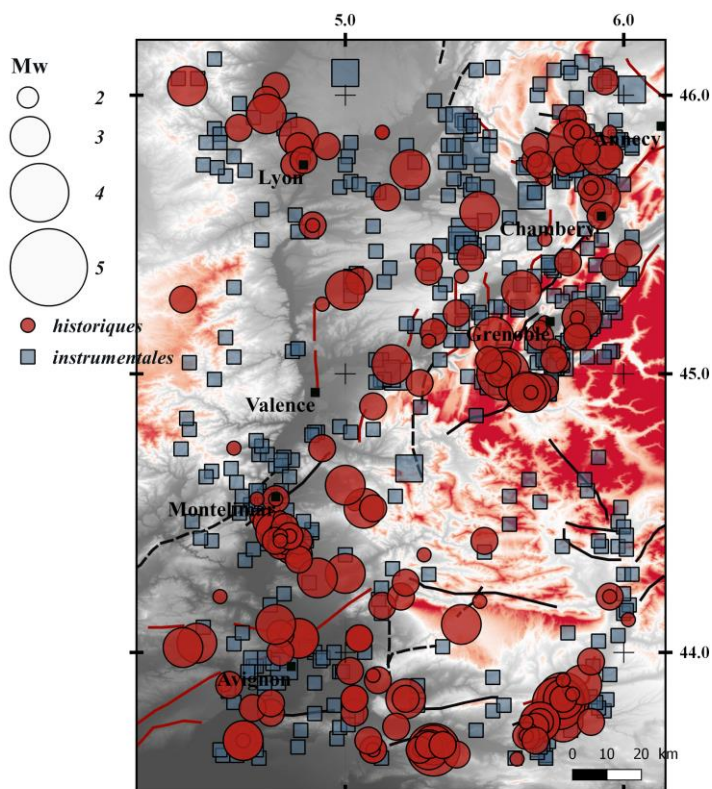 5.0 6.0
Mw
2
3
4
5
historiques
instrumentales
46.0
Annecy
Lyon
Chambery
Grenoble
45.0
Valence
Montelimar
44.0
Avignon
0 10 20 km